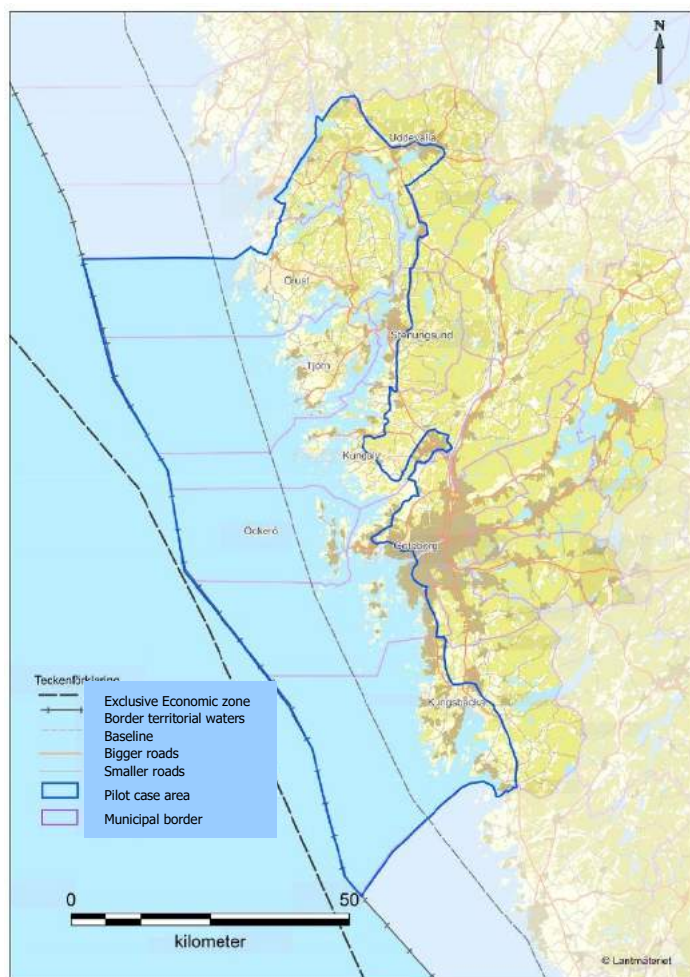 N
Uddevalla
Orust
Stenungsund
Tjörn
Kungälv
Öckerö
Göteborg
Kungsbacka
Teckenförklaring
Exclusive Economic zone
Border territorial waters
Baseline
Bigger roads
Smaller roads
Pilot case area
Municipal border
0 50
kilometer
© Lantmäteriet